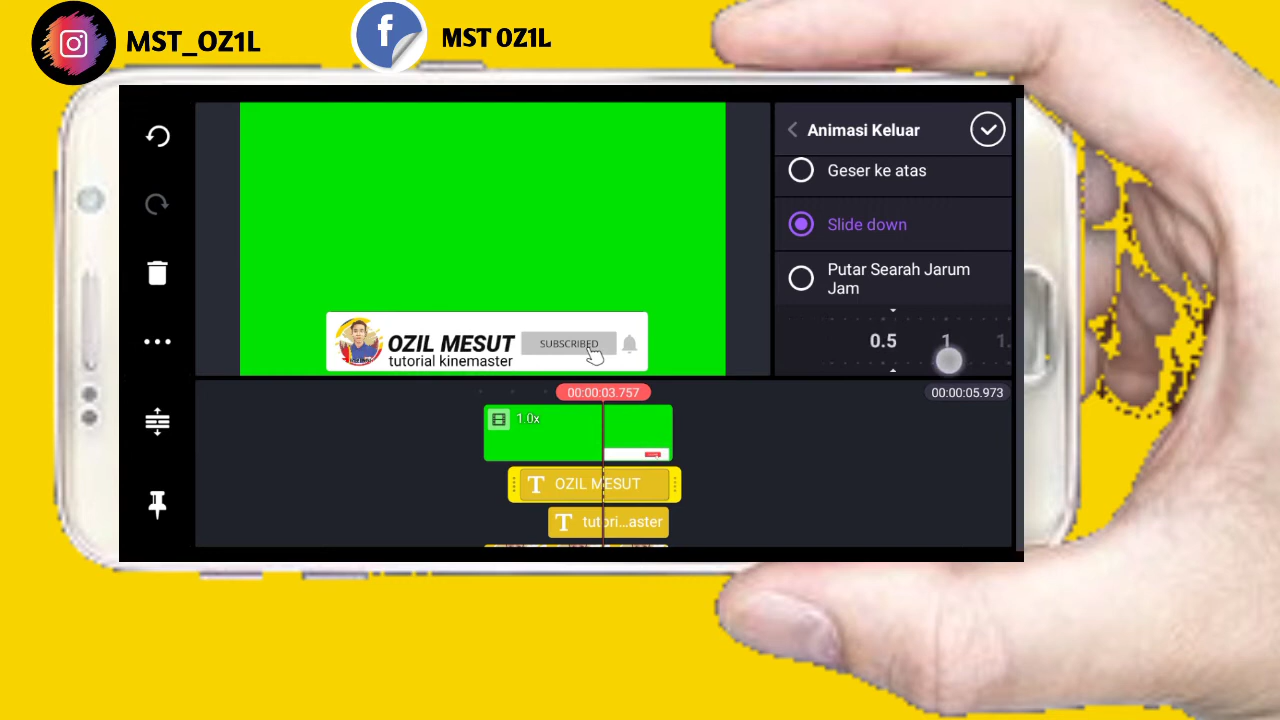 MST_OZ1L
MST OZ1L
Animasi Keluar
Geser ke atas
Slide down
Putar Searah Jarum
Jam
0.5
1
1.
OZIL MESUT
SUBSCRIBED
tutorial kinemaster
00:00:03.757
00:00:05.973
1.0x
T OZIL MESUT
T tutori...aster